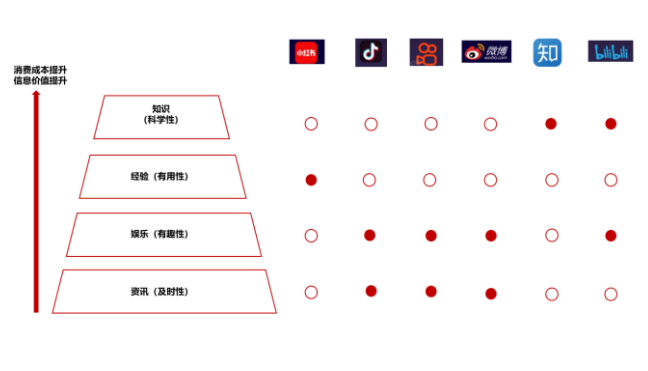 小红书
微博
weibo.com
知
bilibili
消费成本提升
信息价值提升
知识
(科学性)
经验(有用性)
娱乐(有趣性)
资讯(及时性)